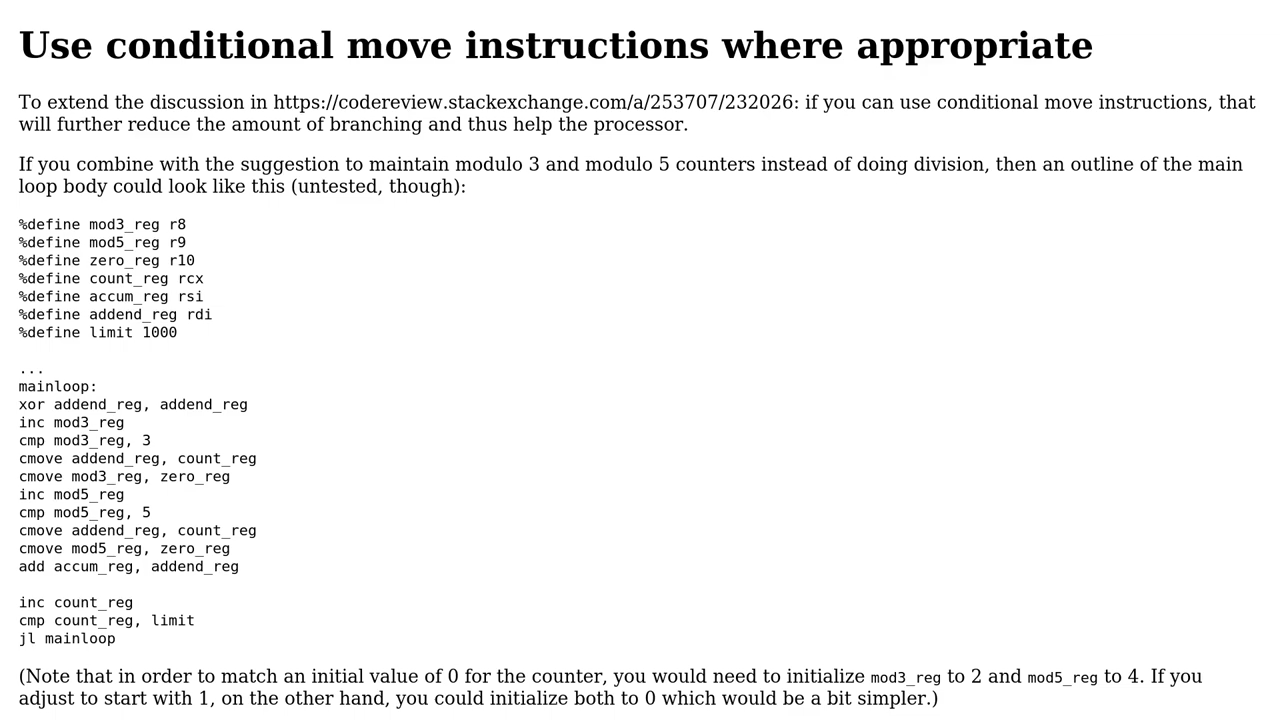 Use conditional move instructions where appropriate
To extend the discussion in https://codereview.stackexchange.com/a/253707/232026: if you can use conditional move instructions, that
will further reduce the amount of branching and thus help the processor.
If you combine with the suggestion to maintain modulo 3 and modulo 5 counters instead of doing division, then an outline of the main
loop body could look like this (untested, though):
%define mod3_reg r8
%define mod5_reg r9
%define zero_reg r10
%define count_reg rcx
%define accum_reg rsi
%define addend_reg rdi
%define limit 1000
...
mainloop:
xor addend_reg, addend_reg
inc mod3_reg
cmp mod3_reg, 3
cmove addend_reg, count_reg
cmove mod3_reg, zero_reg
inc mod5_reg
cmp mod5_reg, 5
cmove addend_reg, count_reg
cmove mod5_reg, zero_reg
add accum_reg, addend_reg
inc count_reg
cmp count_reg, limit
jl mainloop
(Note that in order to match an initial value of 0 for the counter, you would need to initialize mod3_reg to 2 and mod5_reg to 4. If you
adjust to start with 1, on the other hand, you could initialize both to 0 which would be a bit simpler.)